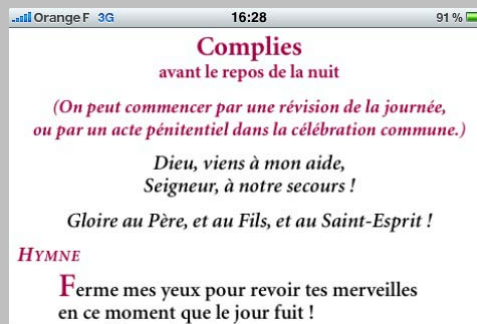 Orange F 3G 16:28 91 %
Complies
avant le repos de la nuit
(On peut commencer par une révision de la journée,
ou par un acte pénitentiel dans la célébration commune.)
Dieu, viens à mon aide,
Seigneur, à notre secours !
Gloire au Père, et au Fils, et au Saint-Esprit !
HYMNE
Ferme mes yeux pour revoir tes merveilles
en ce moment que le jour fuit !